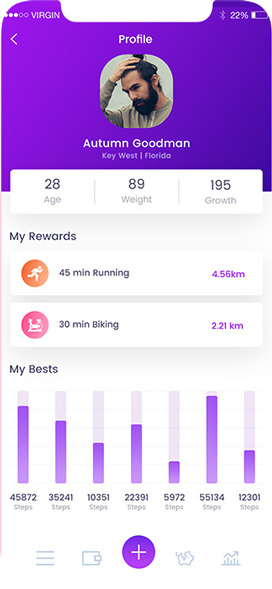 VIRGIN 22%
Profile
Autumn Goodman
Key West | Florida
28 89 195
Age Weight Growth
My Rewards
45 min Running 4.56km
30 min Biking 2.21 km
My Bests
45872 35241 10351 22391 5972 55134 12301
Steps Steps Steps Steps Steps Steps Steps